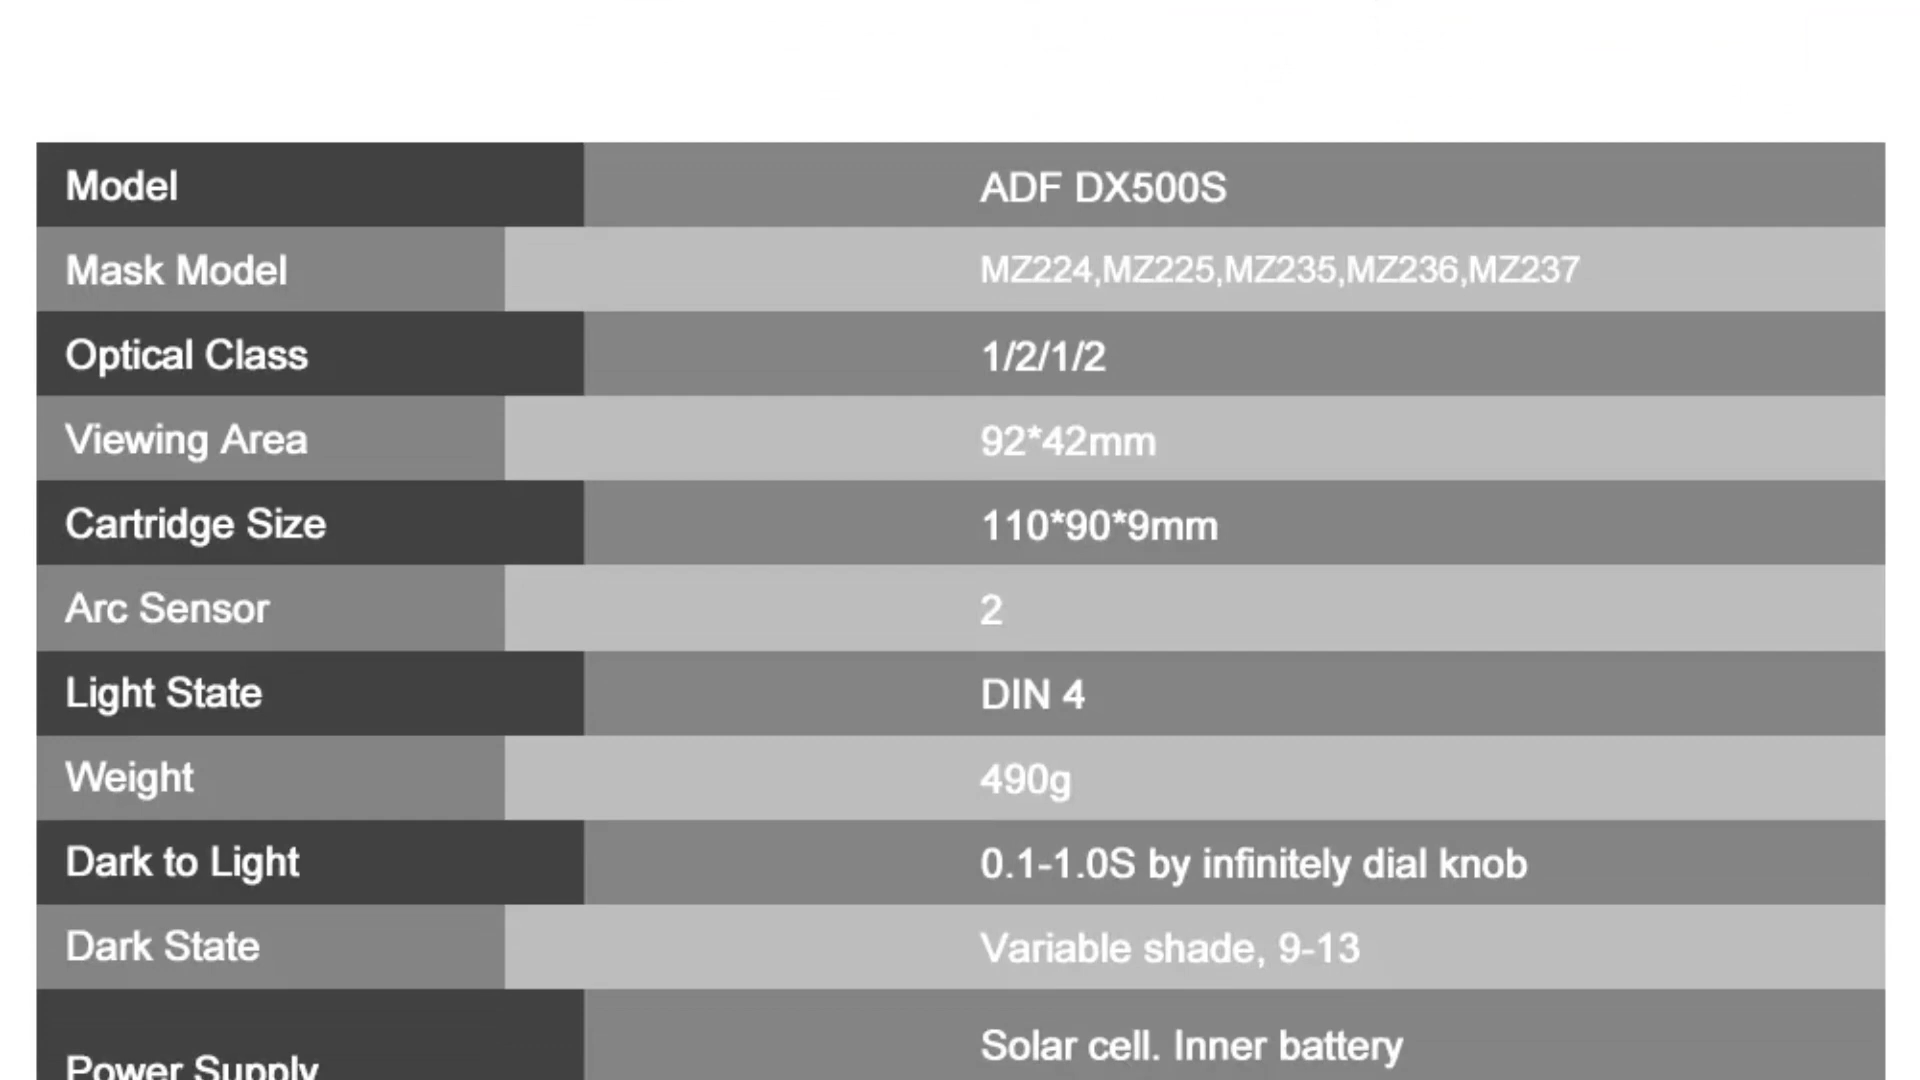 Model ADF DX500S
Mask Model MZ224,MZ225,MZ235,MZ236,MZ237
Optical Class 1/2/1/2
Viewing Area 92*42mm
Cartridge Size 110*90*9mm
Arc Sensor 2
Light State DIN 4
Weight 490g
Dark to Light 0.1-1.0S by infinitely dial knob
Dark State Variable shade, 9-13
Solar cell. Inner battery
Power Supply